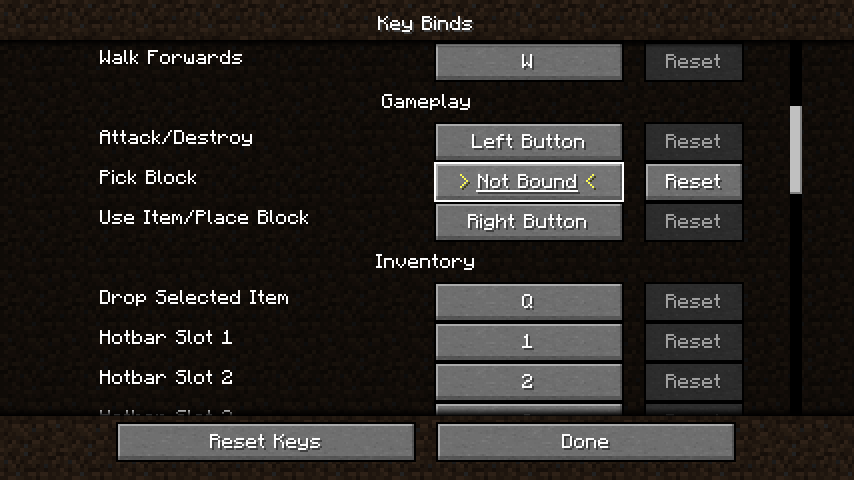 Key Binds
Walk Forwards W Reset
Gameplay
Attack/Destroy Left Button Reset
Pick Block > Not Bound < Reset
Use Item/Place Block Right Button Reset
Inventory
Drop Selected Item Q Reset
Hotbar Slot 1 1 Reset
Hotbar Slot 2 2 Reset
Reset Keys Done